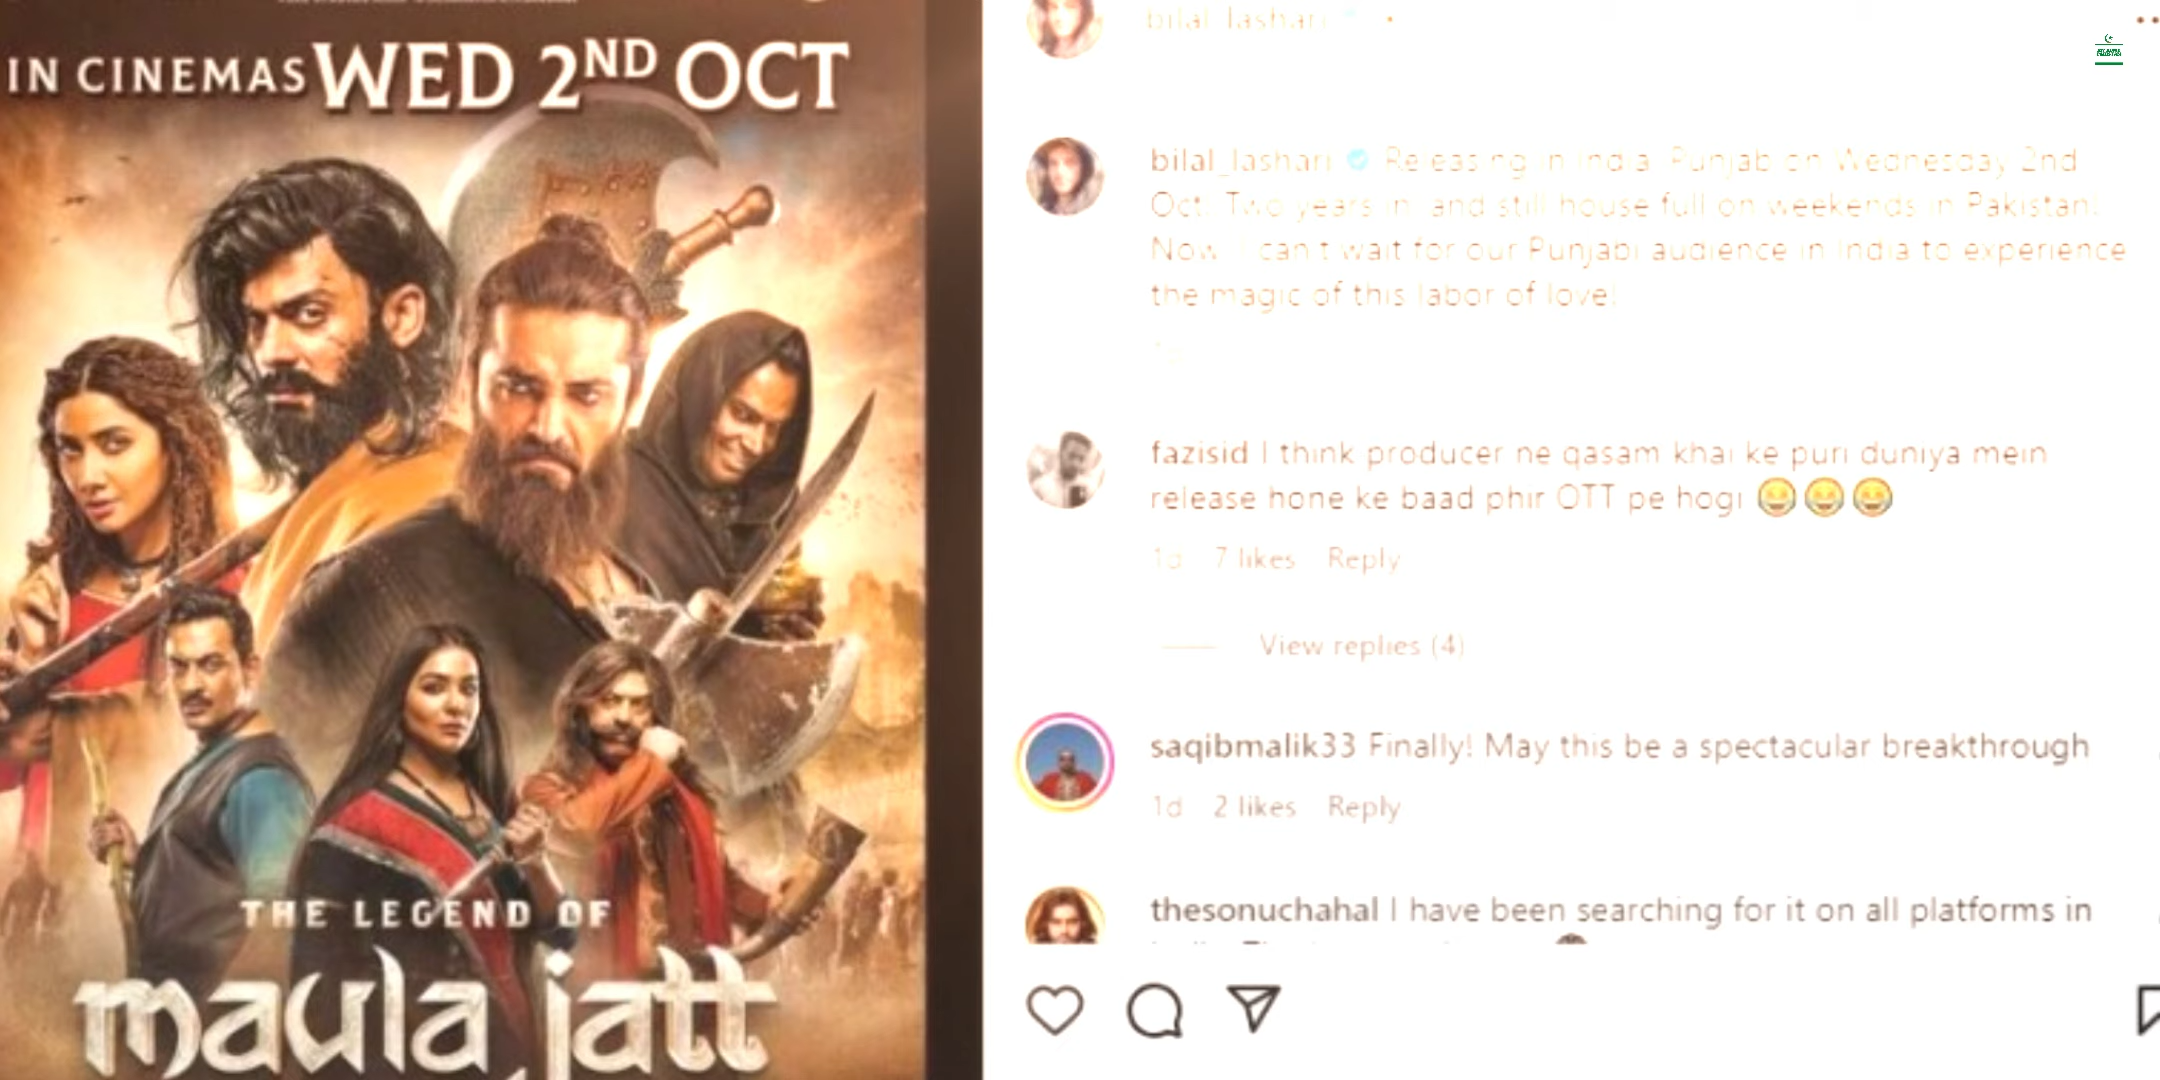 IN CINEMAS WED 2ND OCT
THE LEGEND OF
maula jatt
bilal_lashari
bilal_lashari Releasing in India Punjab on Wednesday 2nd
Oct! Two years in, and still house full on weekends in Pakistan!
Now I can't wait for our Punjabi audience in India to experience
the magic of this labor of love!
1d
fazisid I think producer ne qasam khai ke puri duniya mein
release hone ke baad phir OTT pe hogi 😂😂😂
1d 7 likes Reply
View replies (4)
saqibmalik33 Finally! May this be a spectacular breakthrough
1d 2 likes Reply
thesonuchahal I have been searching for it on all platforms in